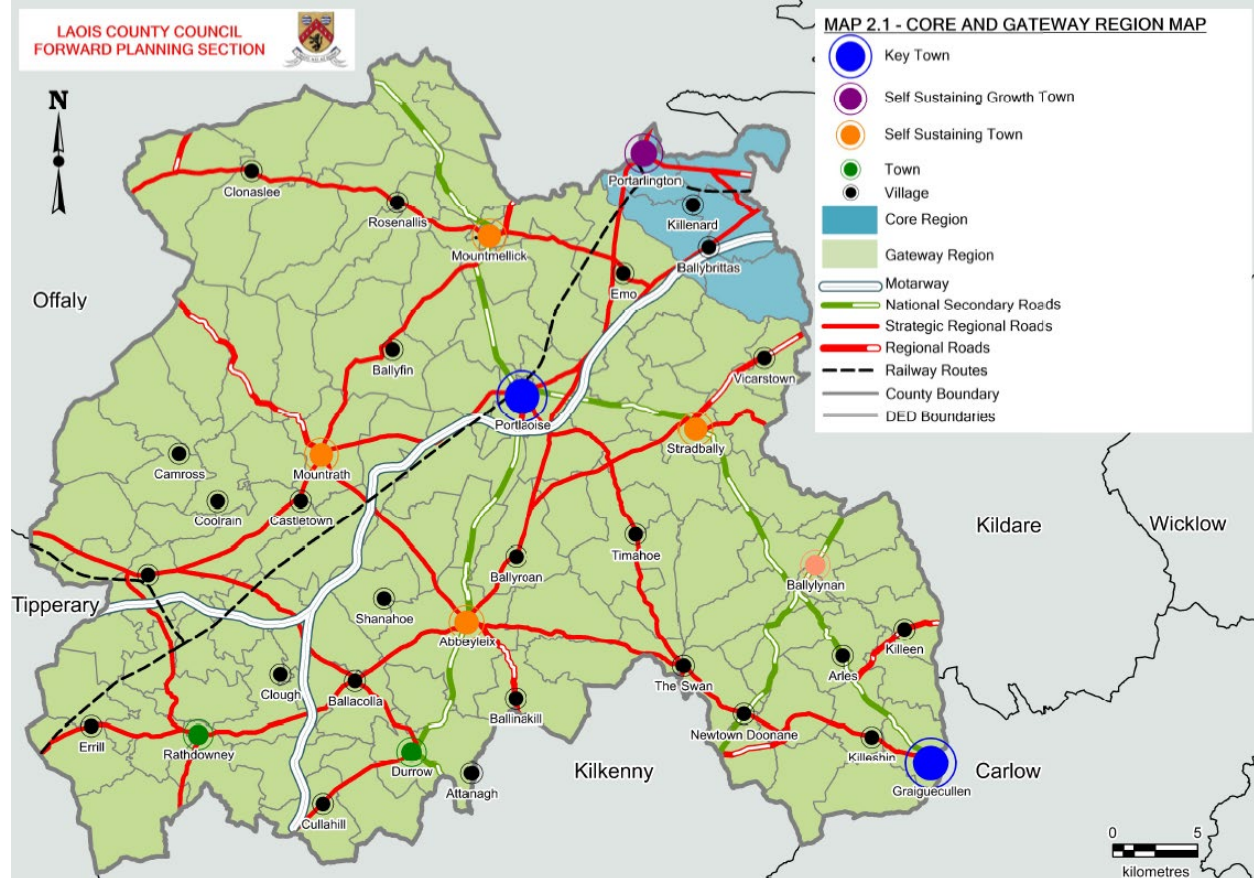 LAOIS COUNTY COUNCIL
FORWARD PLANNING SECTION
MAP 2.1 - CORE AND GATEWAY REGION MAP
Key Town
Self Sustaining Growth Town
Self Sustaining Town
Town
Village
Core Region
Gateway Region
Motarway
National Secondary Roads
Strategic Regional Roads
Regional Roads
Railway Routes
County Boundary
DED Boundaries
N
Clonaslee
Portarlington
Rosenallis
Killenard
Mountmellick
Ballybrittas
Emo
Offaly
Ballyfin
Vicarstown
Portlaoise
Stradbally
Camross
Mountrath
Coolrain
Castletown
Kildare
Wicklow
Timahoe
Ballyroan
Ballylynan
Tipperary
Shanahoe
Abbeyleix
Killeen
The Swan
Arles
Clough
Ballacolla
Ballinakill
Newtown Doonane
Errill
Rathdowney
Killeshin
Durrow
Kilkenny
Carlow
Attanagh
Graiguecullen
Cullahill
0 5
kilometres